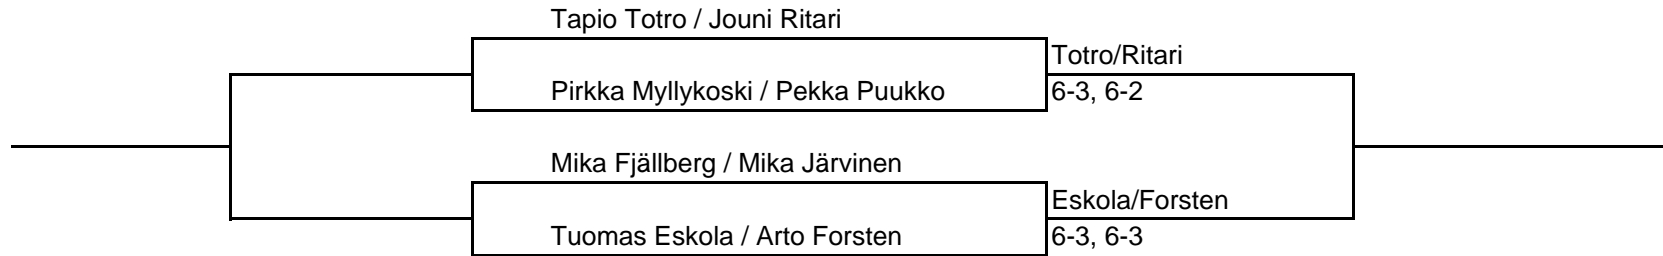 Tapio Totro / Jouni Ritari
Totro/Ritari
Pirkka Myllykoski / Pekka Puukko
6-3, 6-2
Mika Fjällberg / Mika Järvinen
Eskola/Forsten
Tuomas Eskola / Arto Forsten
6-3, 6-3